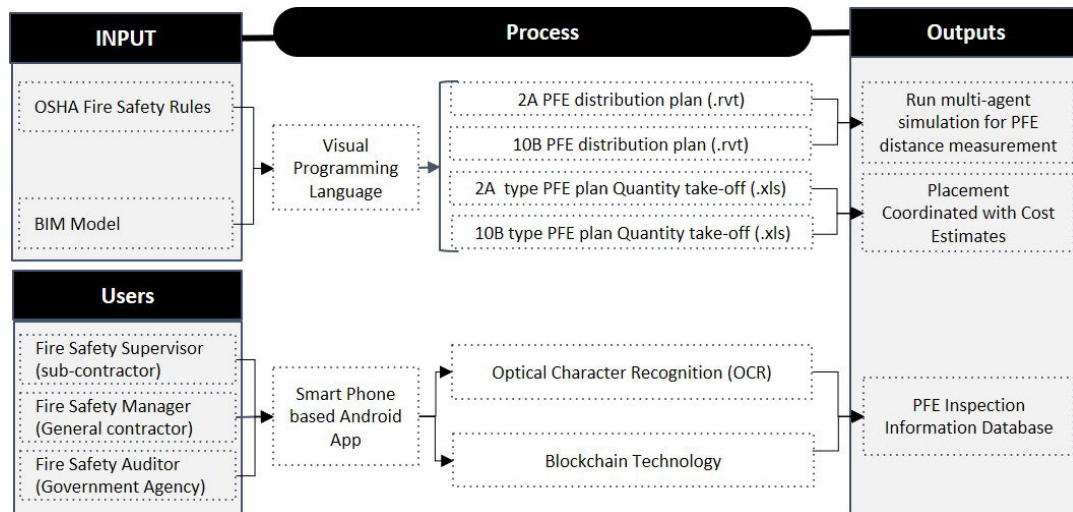 INPUT
Process
Outputs
OSHA Fire Safety Rules
BIM Model
Visual
Programming
Language
2A PFE distribution plan (.rvt)
10B PFE distribution plan (.rvt)
2A type PFE plan Quantity take-off (.xls)
10B type PFE plan Quantity take-off (.xls)
Run multi-agent
simulation for PFE
distance measurement
Placement
Coordinated with Cost
Estimates
Users
Fire Safety Supervisor
(sub-contractor)
Fire Safety Manager
(General contractor)
Fire Safety Auditor
(Government Agency)
Smart Phone
based Android
App
Optical Character Recognition (OCR)
Blockchain Technology
PFE Inspection
Information Database